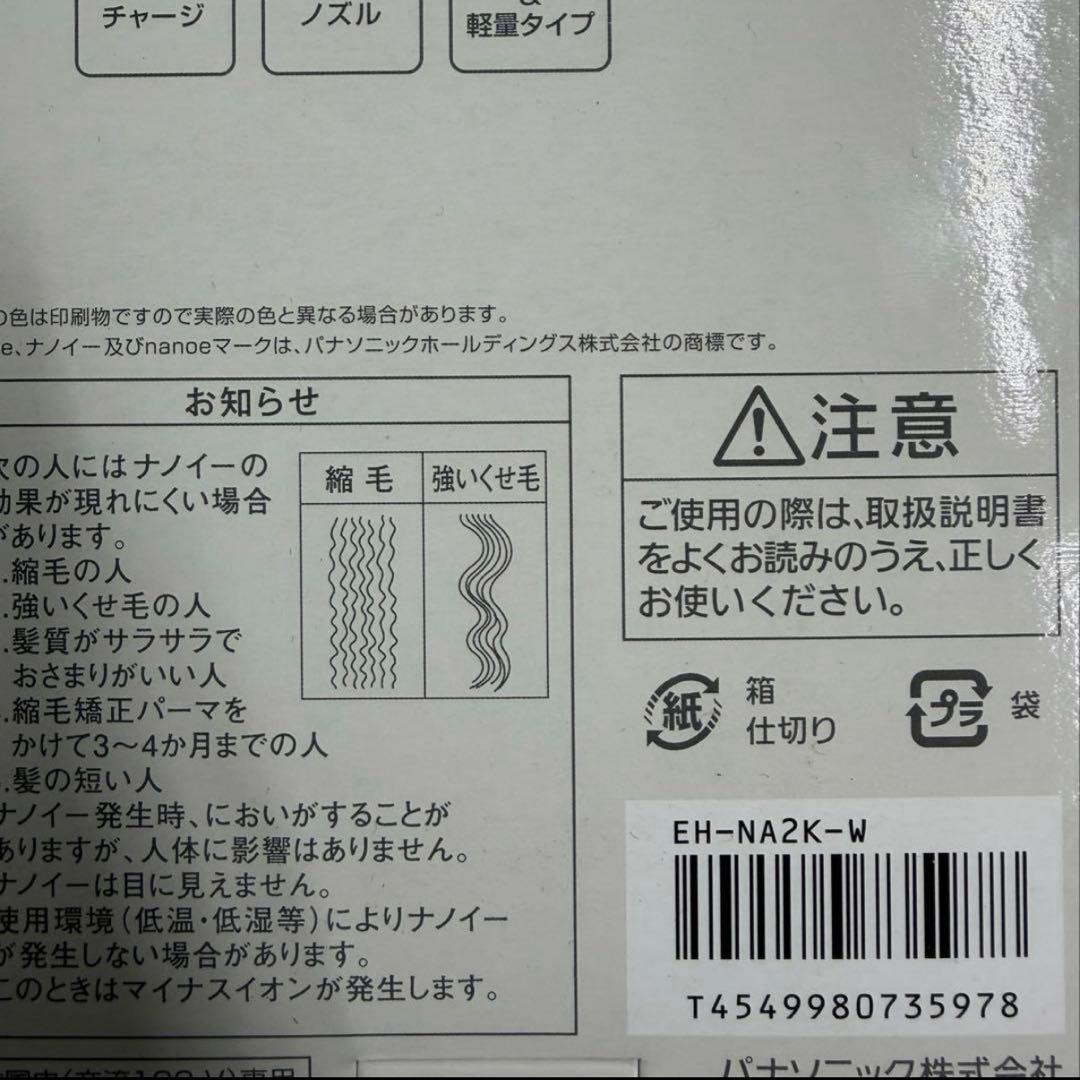 チャージ
ノズル
軽量タイプ
の色は印刷物ですので実際の色と異なる場合があります。
e、ナノイー及びnanoeマークは、パナソニックホールディングス株式会社の商標です。
お知らせ
次の人にはナノイーの
効果が現れにくい場合
があります。
.縮毛の人
.強いくせ毛の人
.髪質がサラサラで
おさまりがいい人
.縮毛矯正パーマを
かけて3～4か月までの人
.髪の短い人
ナノイー発生時、においがすることが
ありますが、人体に影響はありません。
ナノイーは目に見えません。
使用環境(低温・低湿等)によりナノイー
が発生しない場合があります。
このときはマイナスイオンが発生します。
縮毛
強いくせ毛
注意
ご使用の際は、取扱説明書
をよくお読みのうえ、正しく
お使いください。
紙
箱
仕切り
プラ
袋
EH-NA2K-W
T4549980735978
パナソニック株式会社